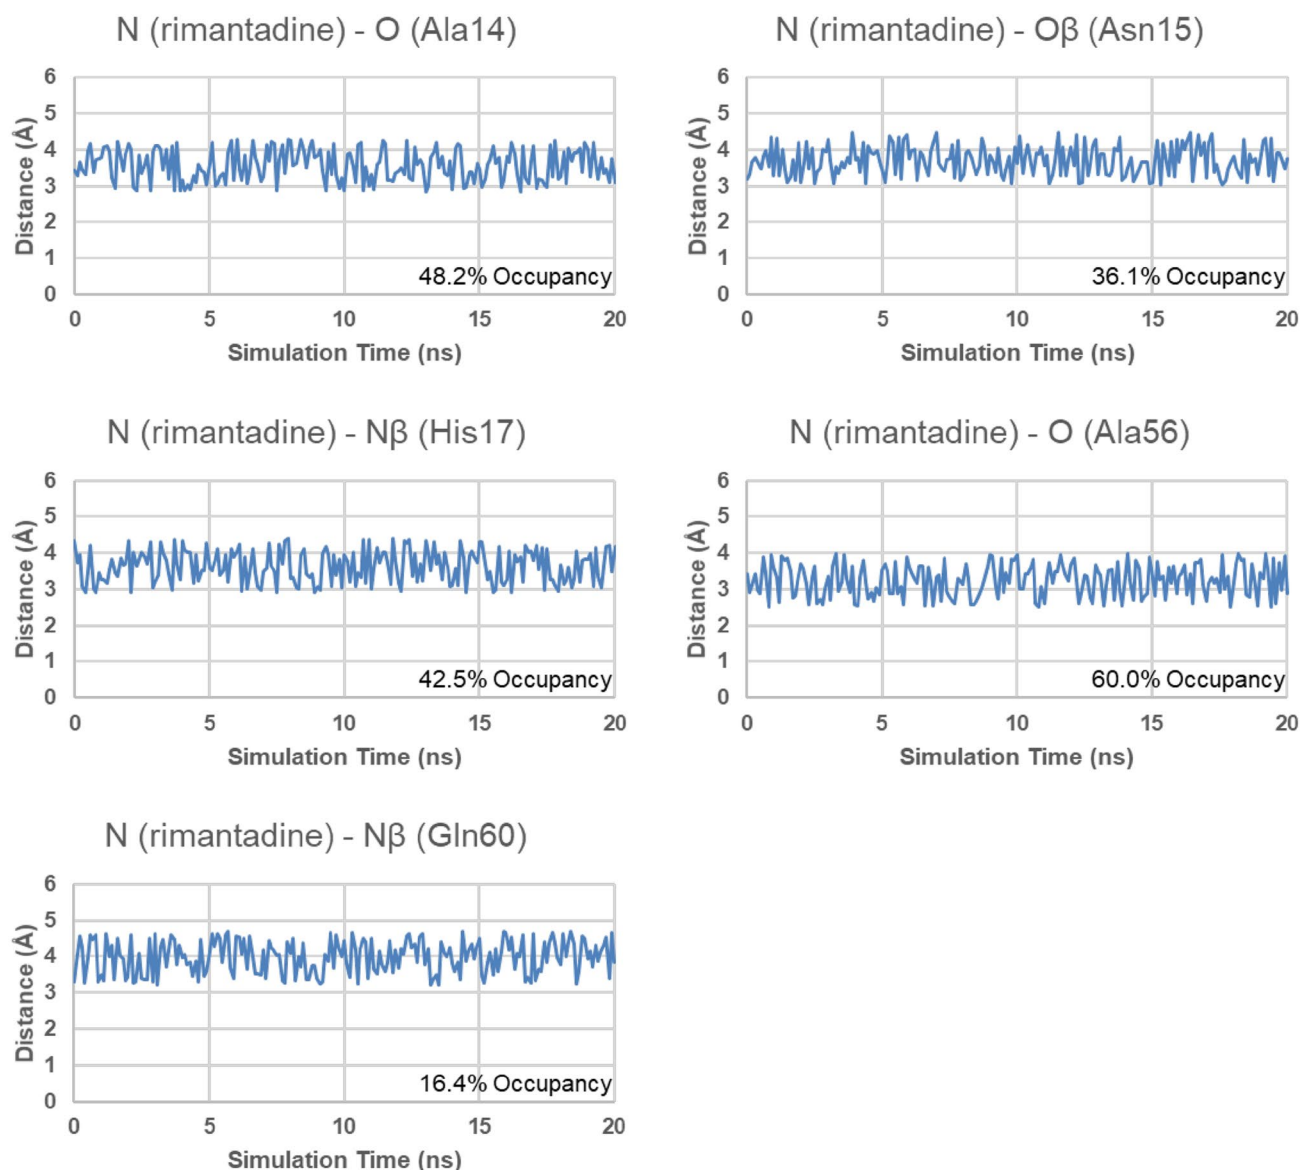 N (rimantadine) - O (Ala14)
6
5
4
3
2
1
0
Distance (Å)
48.2% Occupancy
0 5 10 15 20
Simulation Time (ns)
N (rimantadine) - Oβ (Asn15)
6
5
4
3
2
1
0
Distance (Å)
36.1% Occupancy
0 5 10 15 20
Simulation Time (ns)
N (rimantadine) - Nβ (His17)
6
5
4
3
2
1
0
Distance (Å)
42.5% Occupancy
0 5 10 15 20
Simulation Time (ns)
N (rimantadine) - O (Ala56)
6
5
4
3
2
1
0
Distance (Å)
60.0% Occupancy
0 5 10 15 20
Simulation Time (ns)
N (rimantadine) - Nβ (Gln60)
6
5
4
3
2
1
0
Distance (Å)
16.4% Occupancy
0 5 10 15 20
Simulation Time (ns)